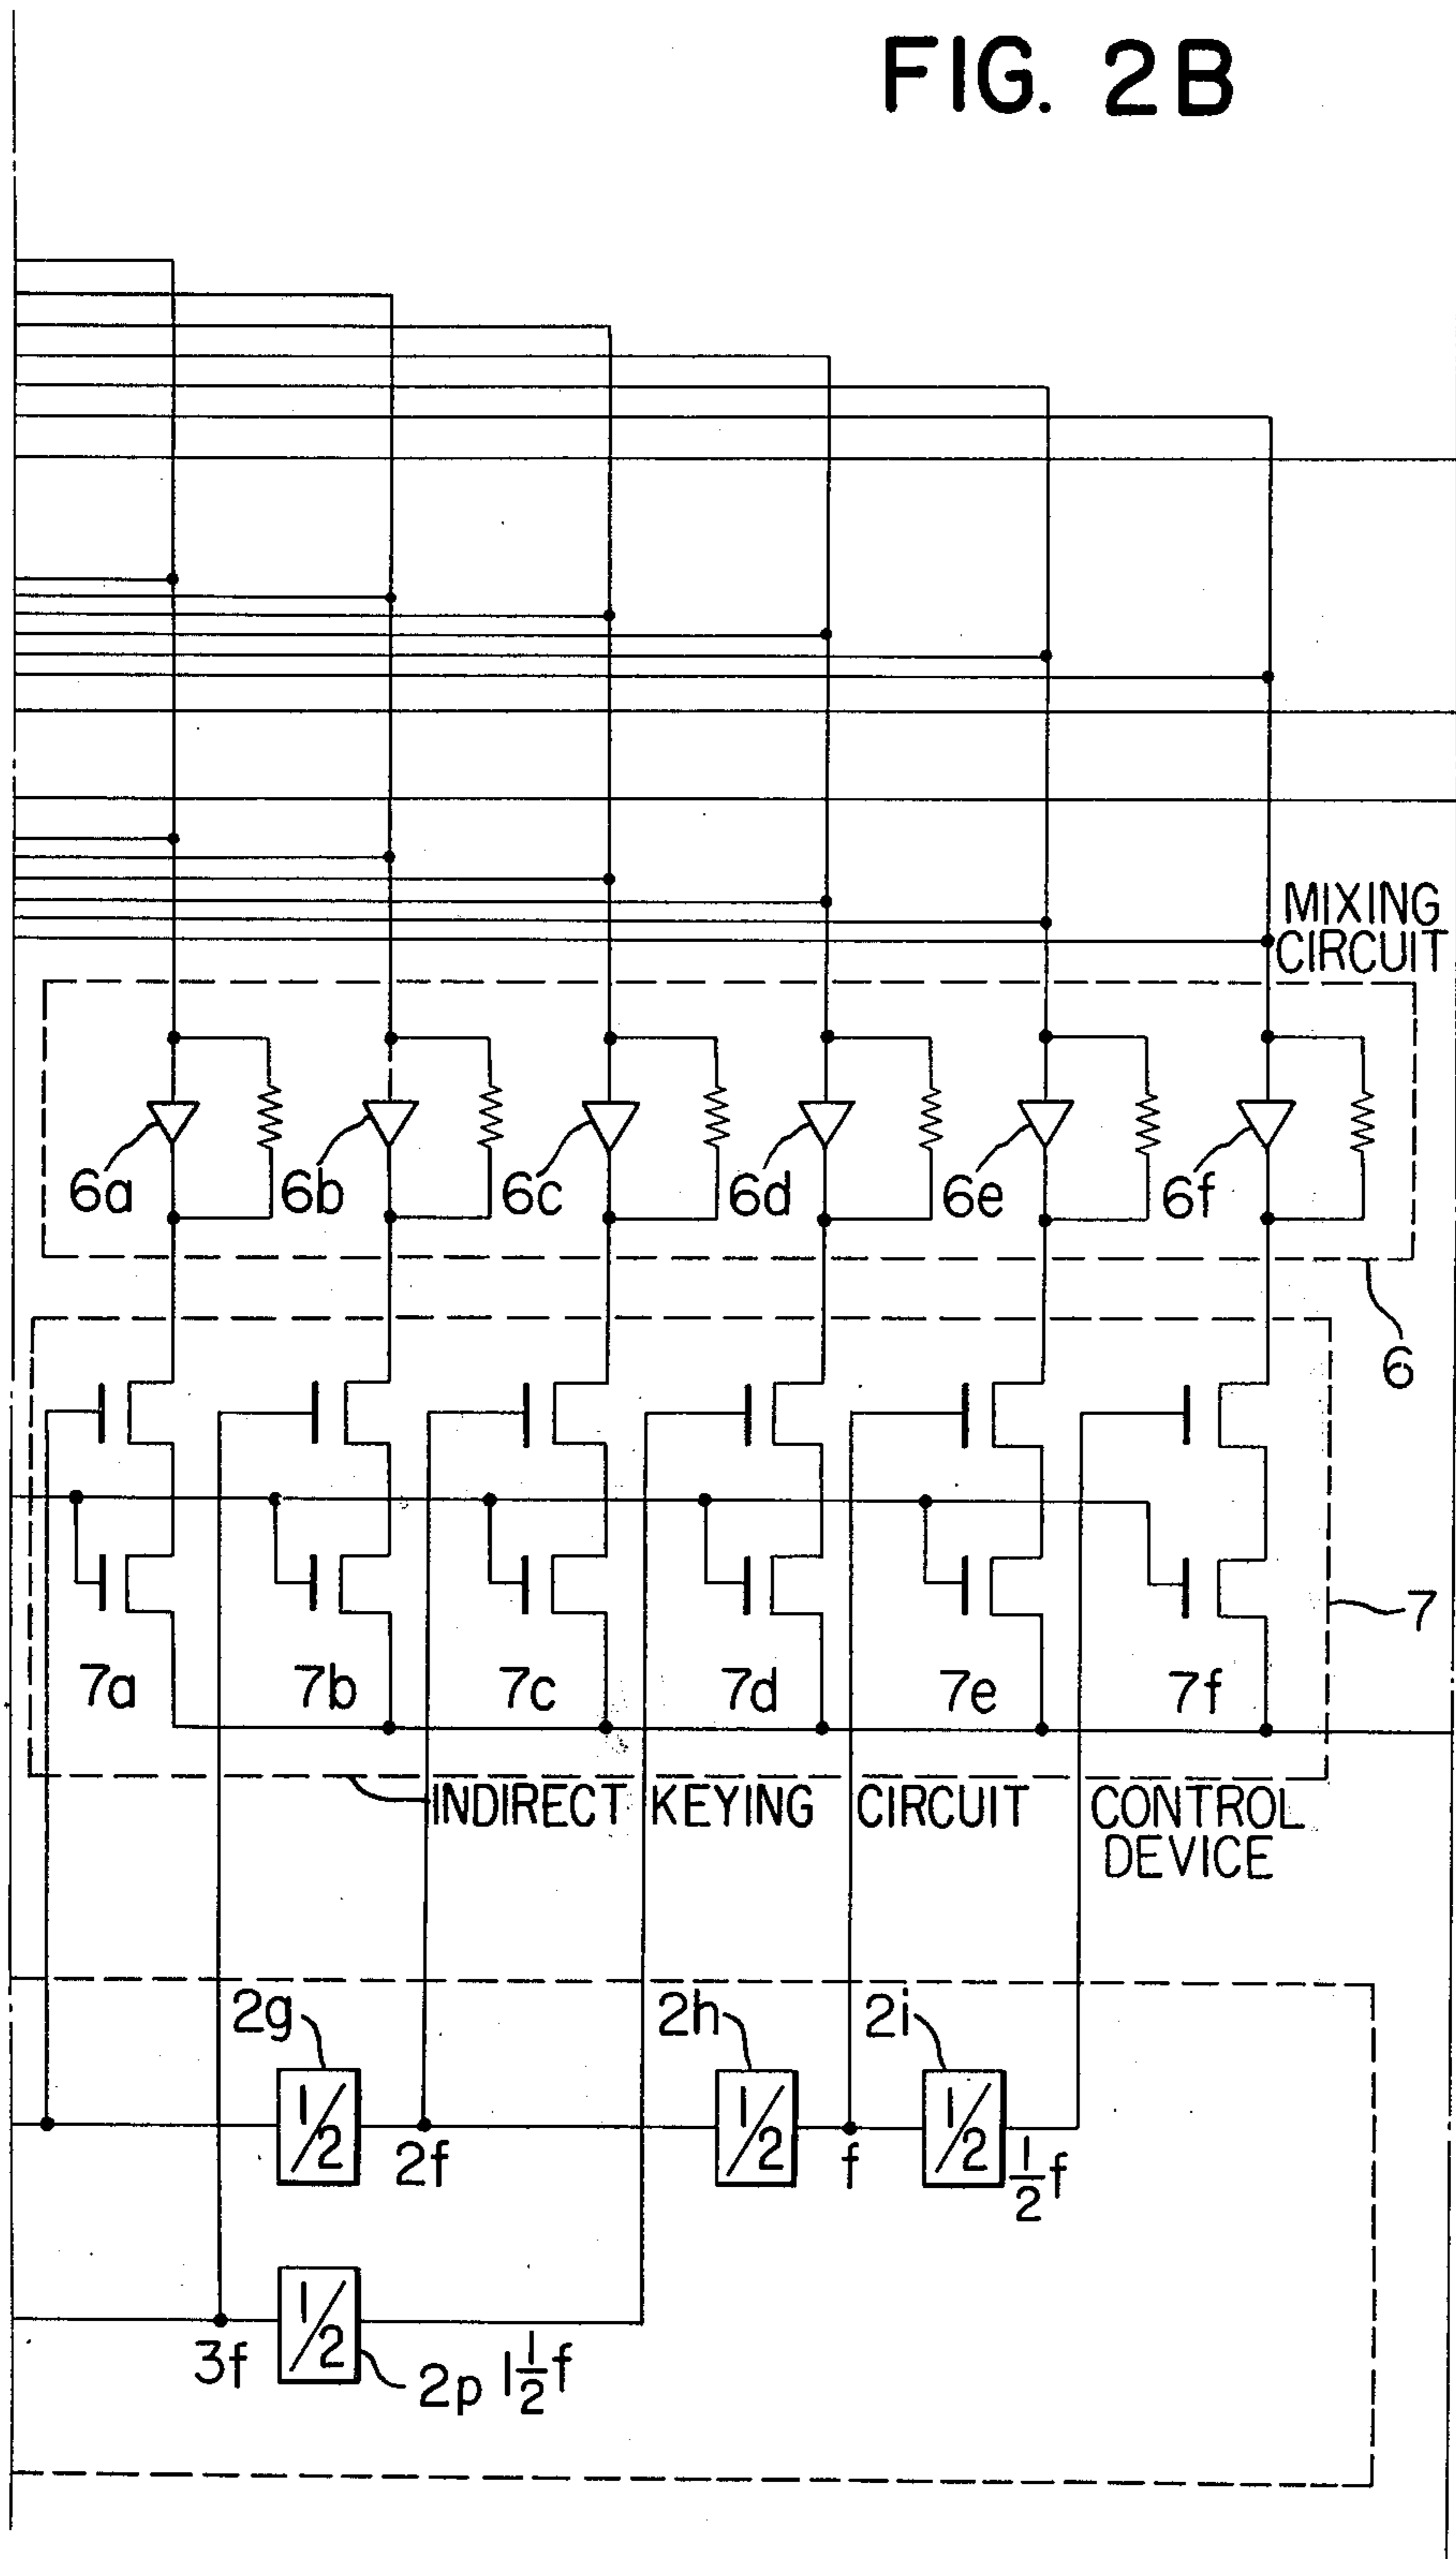 FIG. 2B
MIXING
CIRCUIT
6a 6b 6c 6d 6e 6f
6
7
7a 7b 7c 7d 7e 7f
INDIRECT KEYING CIRCUIT CONTROL
DEVICE
2g 2h 2i
1/2 1/2 1/2
2f f 1/2 f
1/2
3f 2p 1 1/2 f